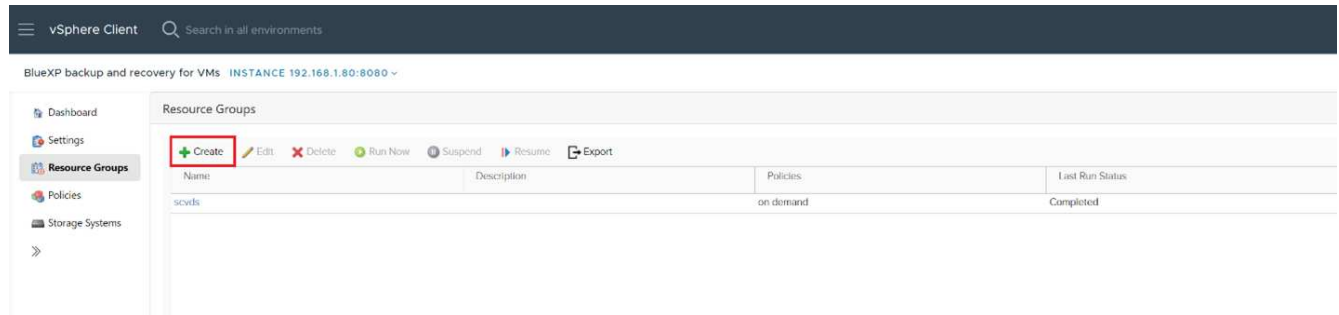 vSphere Client Search in all environments
BlueXP backup and recovery for VMs INSTANCE 192.168.1.80:8080
Dashboard
Resource Groups
Settings
Create Edit Delete Run Now Suspend Resume Export
Resource Groups
Name Description Policies Last Run Status
Policies
scvds on demand Completed
Storage Systems